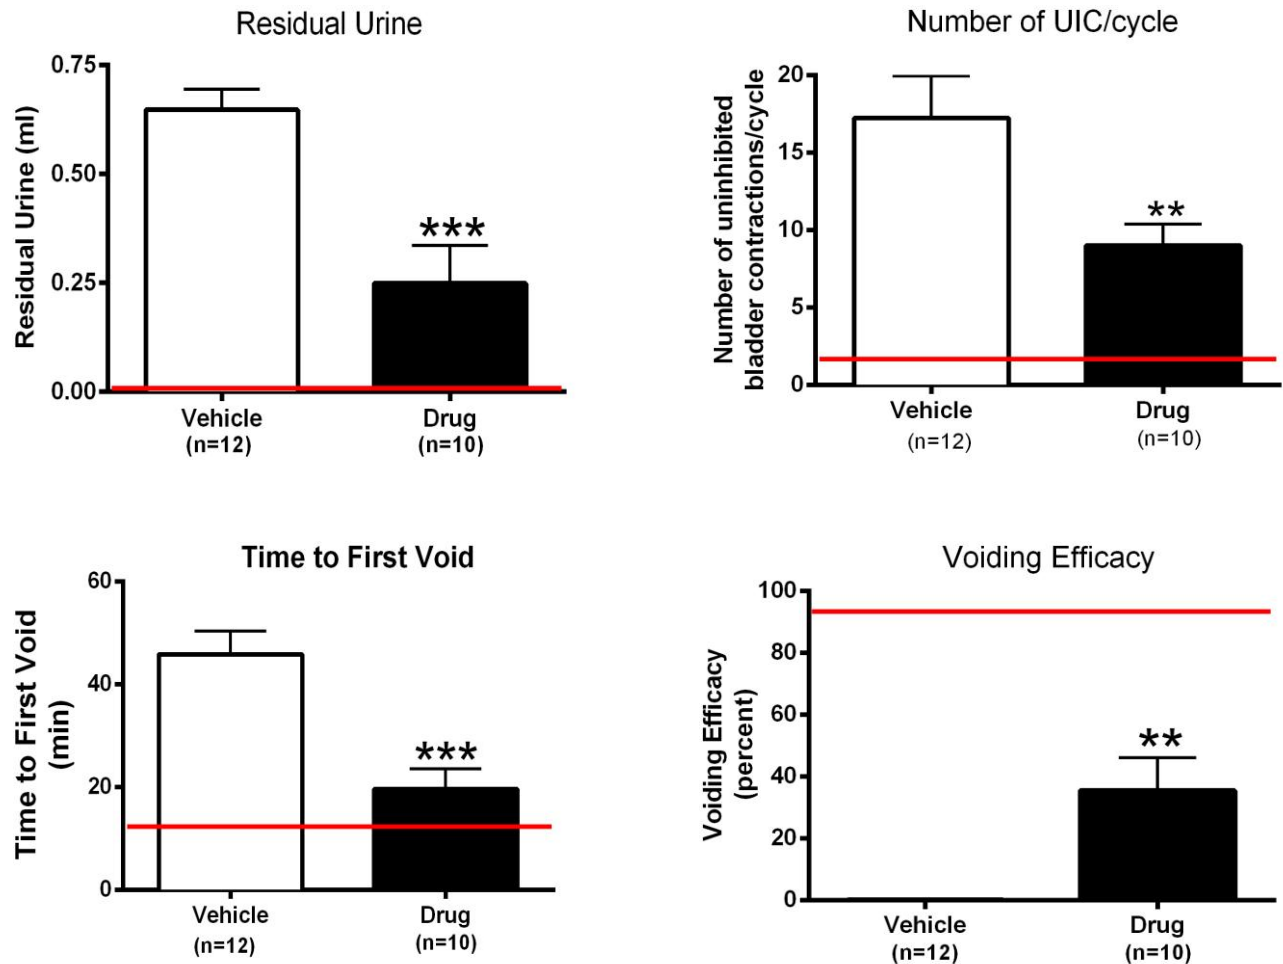 Residual Urine
Residual Urine (ml)
0.75
0.50
0.25
0.00
***
Vehicle
(n=12)
Drug
(n=10)
Number of UIC/cycle
Number of uninhibited
bladder contractions/cycle
20
15
10
5
0
**
Vehicle
(n=12)
Drug
(n=10)
Time to First Void
Time to First Void
(min)
60
40
20
0
***
Vehicle
(n=12)
Drug
(n=10)
Voiding Efficacy
Voiding Efficacy
(percent)
100
80
60
40
20
0
**
Vehicle
(n=12)
Drug
(n=10)